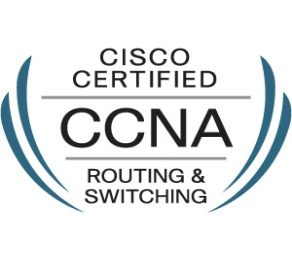 CISCO
CERTIFIED
CCNA
ROUTING &
SWITCHING